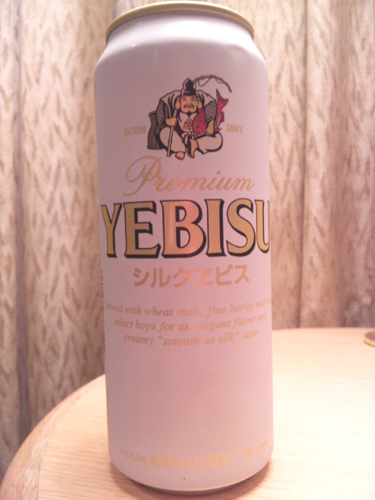 BORN 1887
Premium
YEBISU
シルクヱビス
Brewed with wheat malt, fine barley malt
select hops for an elegant flavor and
creamy "smooth as silk" taste.